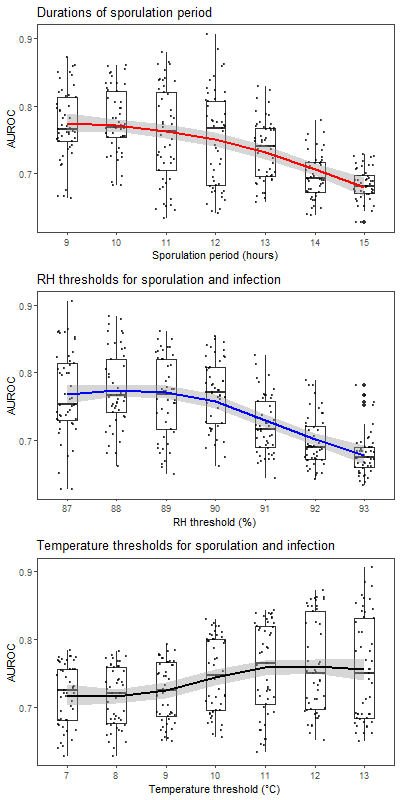 Durations of sporulation period
0.9
0.8
0.7
AUROC
9 10 11 12 13 14 15
Sporulation period (hours)
RH thresholds for sporulation and infection
0.9
0.8
0.7
AUROC
87 88 89 90 91 92 93
RH threshold (%)
Temperature thresholds for sporulation and infection
0.9
0.8
0.7
AUROC
7 8 9 10 11 12 13
Temperature threshold (°C)